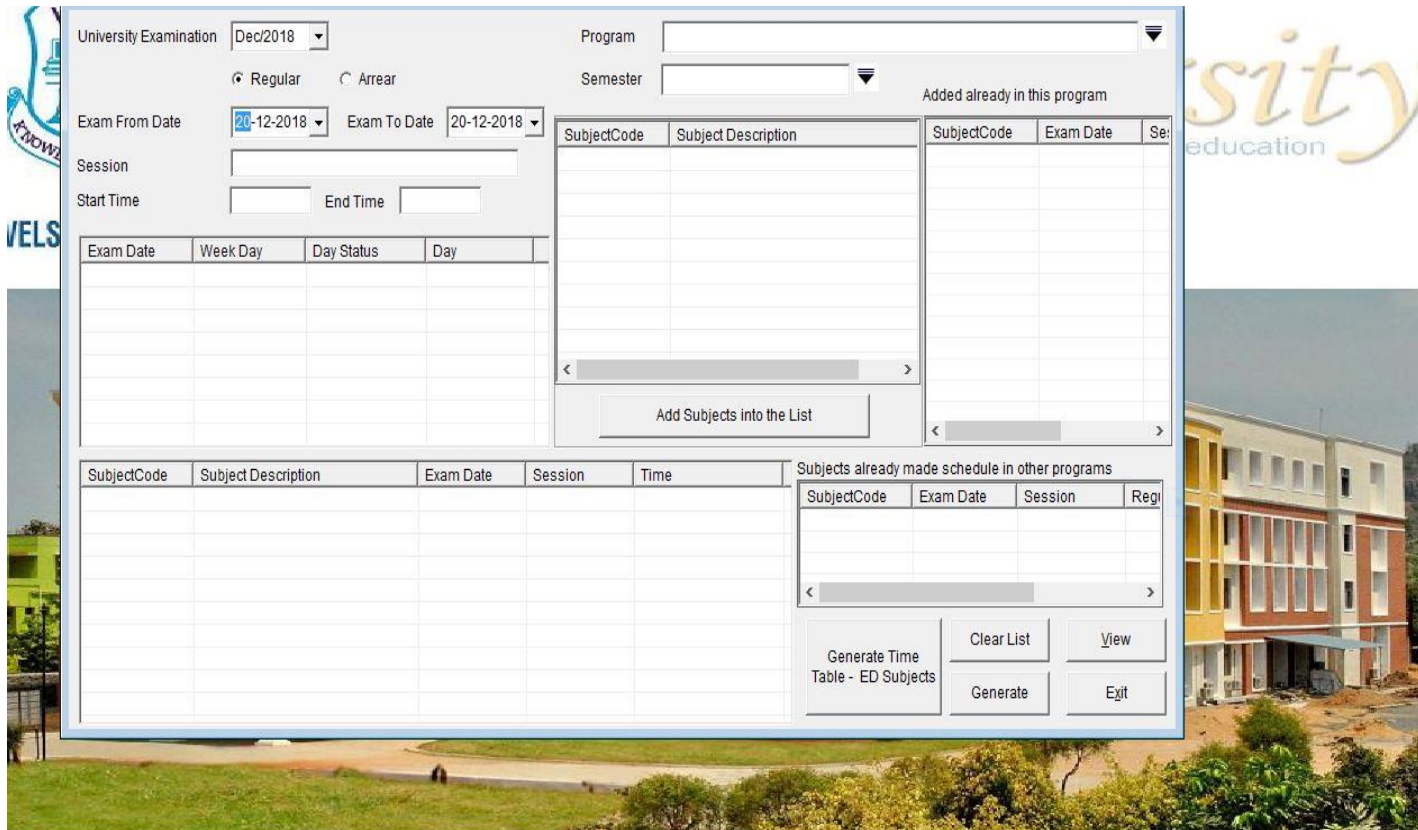 University Examination Dec/2018 Program
Regular Arrear Semester
Added already in this program
Exam From Date 20-12-2018 Exam To Date 20-12-2018
SubjectCode Subject Description
SubjectCode Exam Date
Session
Start Time End Time
Exam Date Week Day Day Status Day
Add Subjects into the List
SubjectCode Subject Description Exam Date Session Time
Subjects already made schedule in other programs
SubjectCode Exam Date Session Regu
Generate Time
Table - ED Subjects
Clear List View
Generate Exit
sity
education
VELS